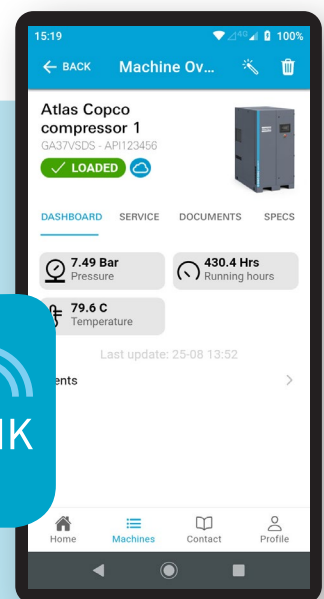 15:19 4G 100%
BACK Machine Ov...
Atlas Copco
compressor 1
GA37VSDS - API123456
LOADED
DASHBOARD SERVICE DOCUMENTS SPECS
7.49 Bar
Pressure
430.4 Hrs
Running hours
79.6 C
Temperature
Last update: 25-08 13:52
ents
IK
Home Machines Contact Profile